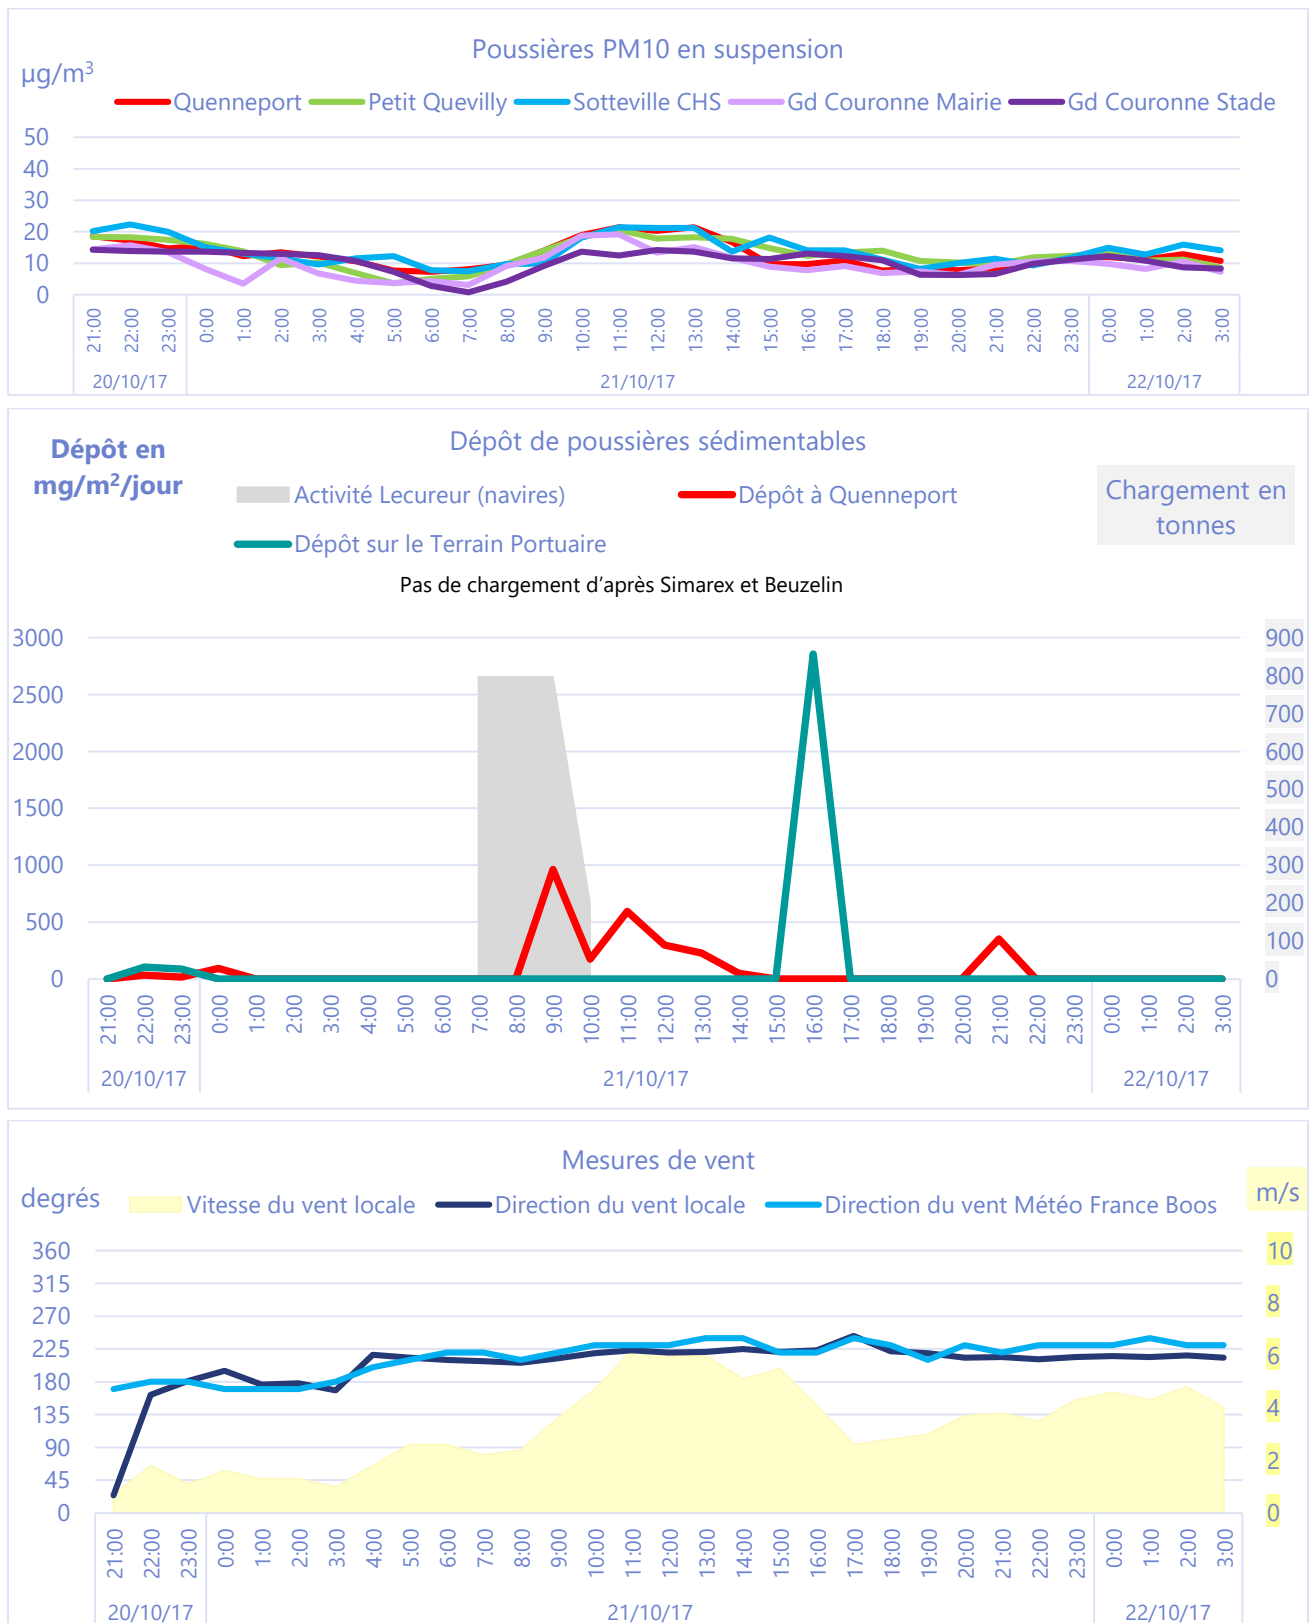 Poussières PM10 en suspension
µg/m³
Quenneport Petit Quevilly Sotteville CHS Gd Couronne Mairie Gd Couronne Stade
50
40
30
20
10
0
21:00 22:00 23:00 0:00 1:00 2:00 3:00 4:00 5:00 6:00 7:00 8:00 9:00 10:00 11:00 12:00 13:00 14:00 15:00 16:00 17:00 18:00 19:00 20:00 21:00 22:00 23:00 0:00 1:00 2:00 3:00
20/10/17 21/10/17 22/10/17
Dépôt en
mg/m²/jour
Dépôt de poussières sédimentables
Activité Lecureur (navires) Dépôt à Quenneport
Dépôt sur le Terrain Portuaire
Chargement en
tonnes
Pas de chargement d’après Simarex et Beuzelin
3000 900
800
2500 700
2000 600
500
1500 400
1000 300
200
500 100
0 0
21:00 22:00 23:00 0:00 1:00 2:00 3:00 4:00 5:00 6:00 7:00 8:00 9:00 10:00 11:00 12:00 13:00 14:00 15:00 16:00 17:00 18:00 19:00 20:00 21:00 22:00 23:00 0:00 1:00 2:00 3:00
20/10/17 21/10/17 22/10/17
Mesures de vent
degrés Vitesse du vent locale Direction du vent locale Direction du vent Météo France Boos m/s
360 10
315 8
270
225 6
180
135 4
90
45 2
0 0
21:00 22:00 23:00 0:00 1:00 2:00 3:00 4:00 5:00 6:00 7:00 8:00 9:00 10:00 11:00 12:00 13:00 14:00 15:00 16:00 17:00 18:00 19:00 20:00 21:00 22:00 23:00 0:00 1:00 2:00 3:00
20/10/17 21/10/17 22/10/17